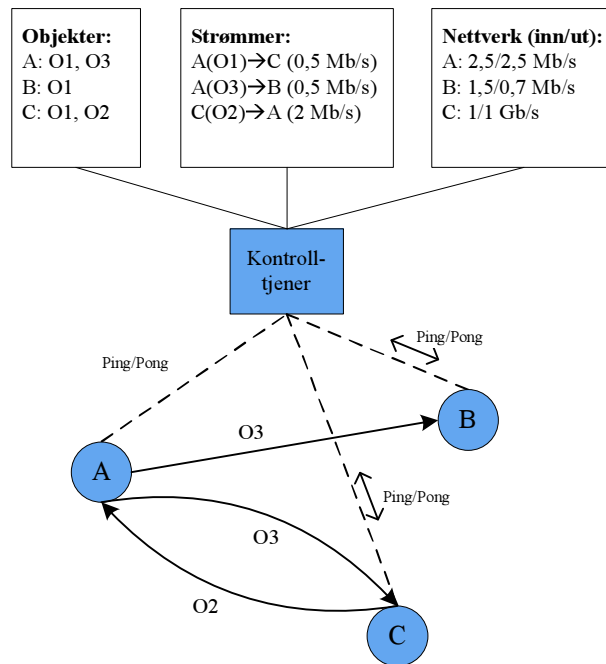 Objekter:
A: O1, O3
B: O1
C: O1, O2
Strømmer:
A(O1)→C (0,5 Mb/s)
A(O3)→B (0,5 Mb/s)
C(O2)→A (2 Mb/s)
Nettverk (inn/ut):
A: 2,5/2,5 Mb/s
B: 1,5/0,7 Mb/s
C: 1/1 Gb/s
Kontroll-
tjener
Ping/Pong
Ping/Pong
B
O3
A
Ping/Pong
O3
O2
C